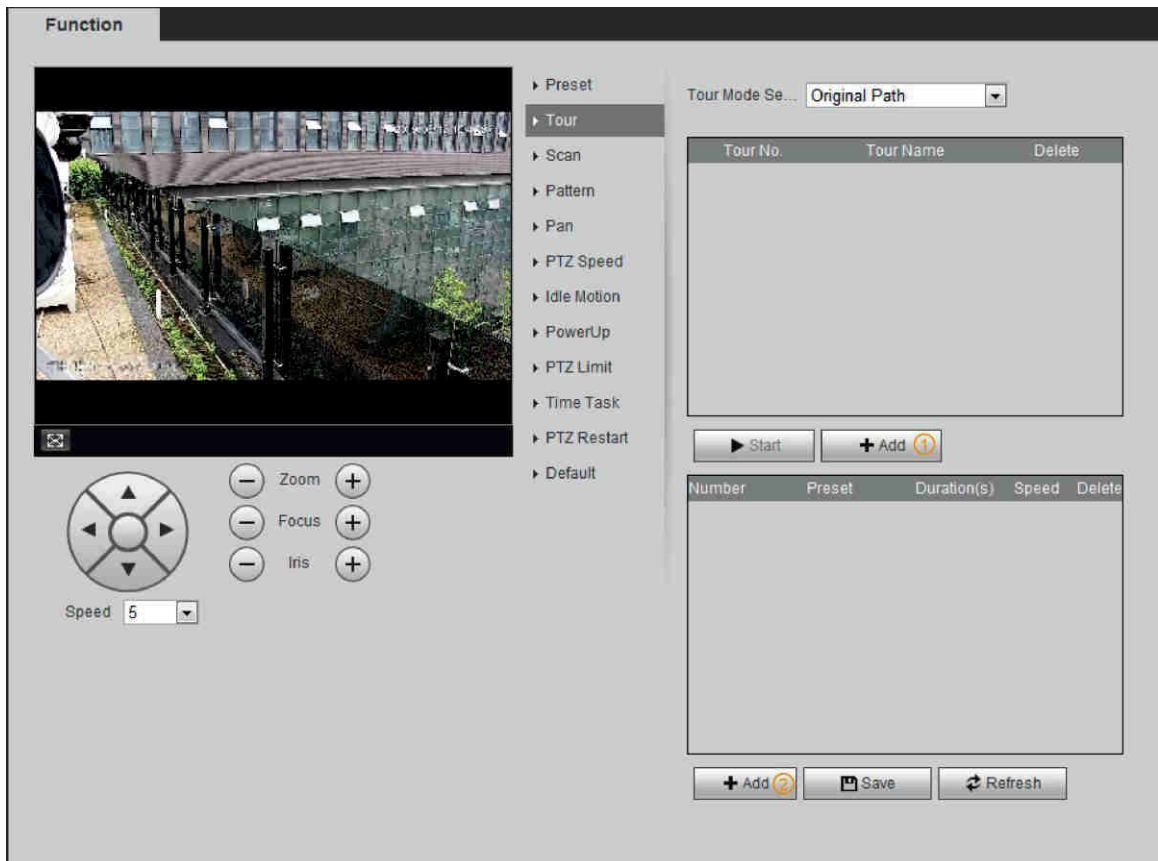 Function
Preset
Tour
Scan
Pattern
Pan
PTZ Speed
Idle Motion
PowerUp
PTZ Limit
Time Task
PTZ Restart
Default
Zoom
Focus
Iris
Speed 5
Tour Mode Se... Original Path
Tour No. Tour Name Delete
Start Add 1
Number Preset Duration(s) Speed Delete
Add 2 Save Refresh